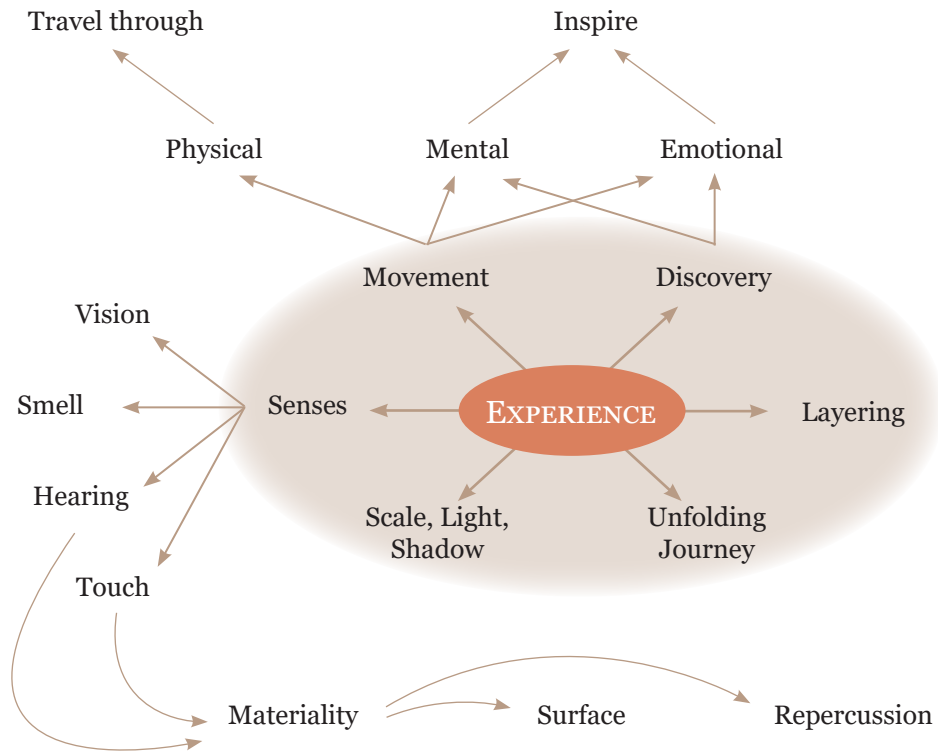 Travel through
Inspire
Physical
Mental
Emotional
Movement
Discovery
Vision
Smell
Senses
EXPERIENCE
Layering
Hearing
Scale, Light,
Shadow
Unfolding
Journey
Touch
Materiality
Surface
Repercussion